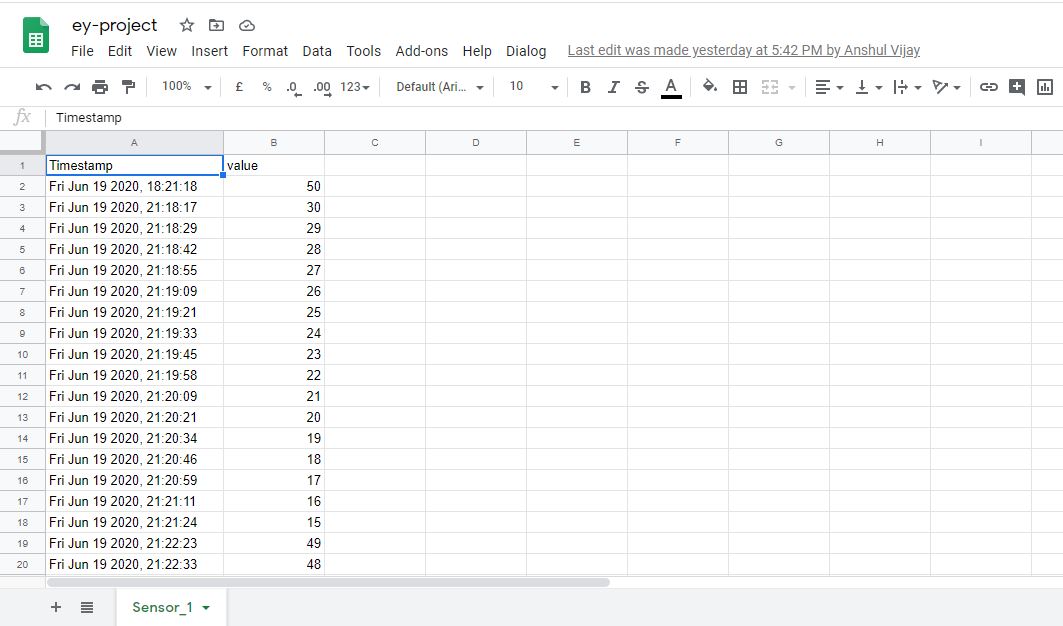 ey-project
File Edit View Insert Format Data Tools Add-ons Help Dialog Last edit was made yesterday at 5:42 PM by Anshul Vijay
100% £ % .0 .00 123 Default (Ari... 10 B I S A
fx Timestamp
A B C D E F G H I
1 Timestamp value
2 Fri Jun 19 2020, 18:21:18 50
3 Fri Jun 19 2020, 21:18:17 30
4 Fri Jun 19 2020, 21:18:29 29
5 Fri Jun 19 2020, 21:18:42 28
6 Fri Jun 19 2020, 21:18:55 27
7 Fri Jun 19 2020, 21:19:09 26
8 Fri Jun 19 2020, 21:19:21 25
9 Fri Jun 19 2020, 21:19:33 24
10 Fri Jun 19 2020, 21:19:45 23
11 Fri Jun 19 2020, 21:19:58 22
12 Fri Jun 19 2020, 21:20:09 21
13 Fri Jun 19 2020, 21:20:21 20
14 Fri Jun 19 2020, 21:20:34 19
15 Fri Jun 19 2020, 21:20:46 18
16 Fri Jun 19 2020, 21:20:59 17
17 Fri Jun 19 2020, 21:21:11 16
18 Fri Jun 19 2020, 21:21:24 15
19 Fri Jun 19 2020, 21:22:23 49
20 Fri Jun 19 2020, 21:22:33 48
Sensor_1